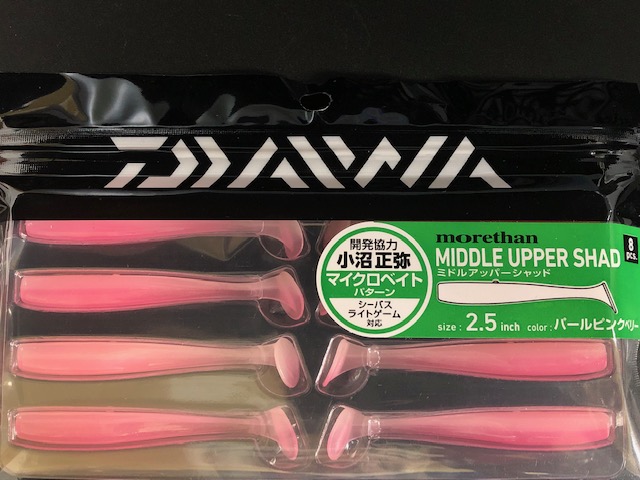 DAIWA
開発協力
小沼 正弥
マイクロベイト
パターン
シーバス
ライトゲーム
対応
morethan
MIDDLE UPPER SHAD
ミドルアッパーシャッド
8
pcs.
size : 2.5 inch color : パールピンクベリー